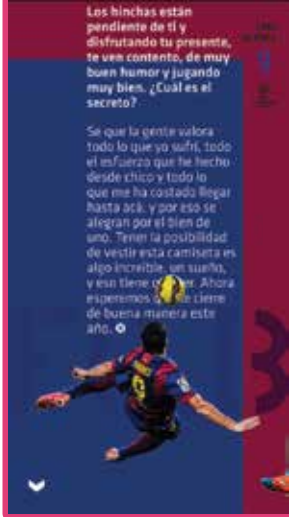 Los hinchas están
pendiente de ti y
disfrutando tu presente,
te ven contento, de muy
buen humor y jugando
muy bien. ¿Cuál es el
secreto?
Se que la gente valora
todo lo que yo sufrí, todo
el esfuerzo que he hecho
desde chico y todo lo
que me ha costado llegar
hasta acá, y por eso se
alegran por el bien de
uno. Tener la posibilidad
de vestir esta camiseta es
algo increíble, un sueño,
y eso tiene Ahora
esperemos cierre
de buena manera este
año.
9
3